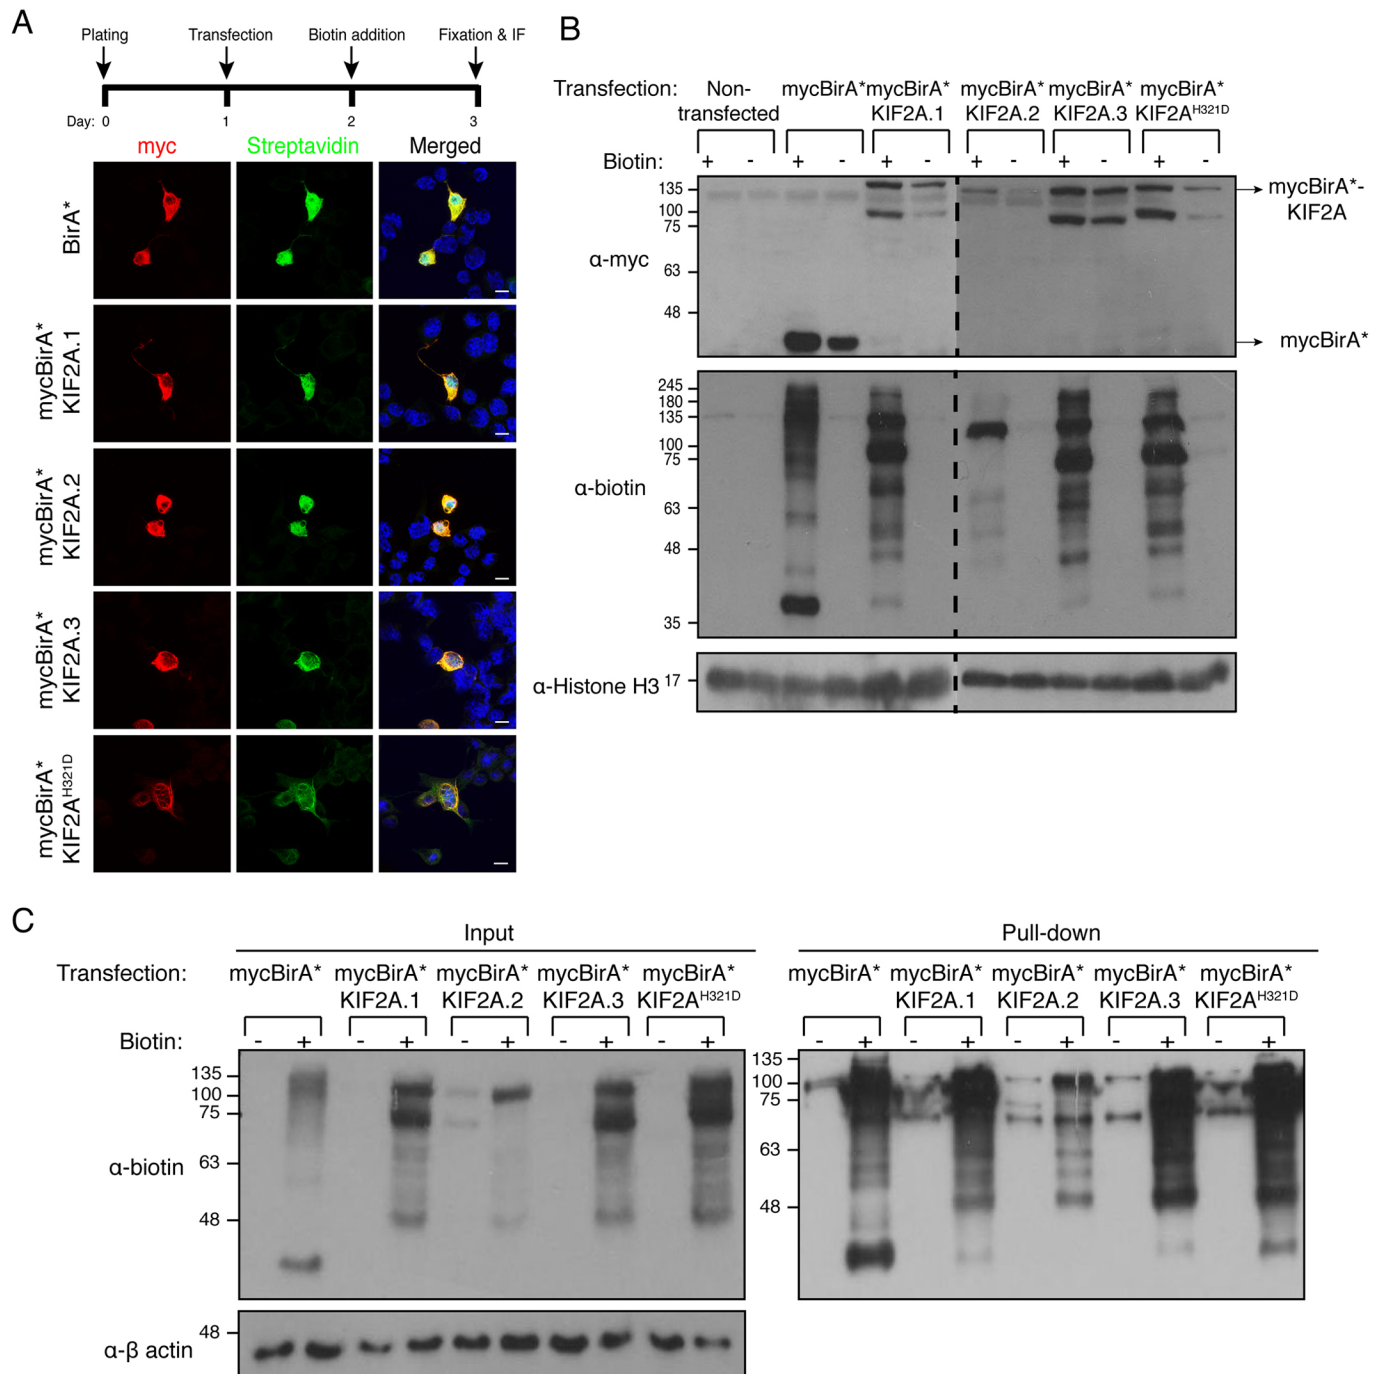 A
Plating Transfection Biotin addition Fixation & IF
Day: 0 1 2 3
myc Streptavidin Merged
BirA*
mycBirA*
KIF2A.1
mycBirA*
KIF2A.2
mycBirA*
KIF2A.3
mycBirA*
KIF2A^H321D
B
Transfection: Non- mycBirA* mycBirA* mycBirA* mycBirA* mycBirA*
transfected KIF2A.1 KIF2A.2 KIF2A.3 KIF2A^H321D
Biotin: + - + - + - + - + - + -
135
100
75
63
48
α-myc
mycBirA*-
KIF2A
mycBirA*
245
180
135
100
75
63
48
35
α-biotin
α-Histone H3 17
C
Input
Transfection: mycBirA* mycBirA* mycBirA* mycBirA* mycBirA*
KIF2A.1 KIF2A.2 KIF2A.3 KIF2A^H321D
Biotin: - + - + - + - + - +
135
100
75
63
48
α-biotin
48
α-β actin
Pull-down
mycBirA* mycBirA* mycBirA* mycBirA* mycBirA*
KIF2A.1 KIF2A.2 KIF2A.3 KIF2A^H321D
- + - + - + - + - +
135
100
75
63
48